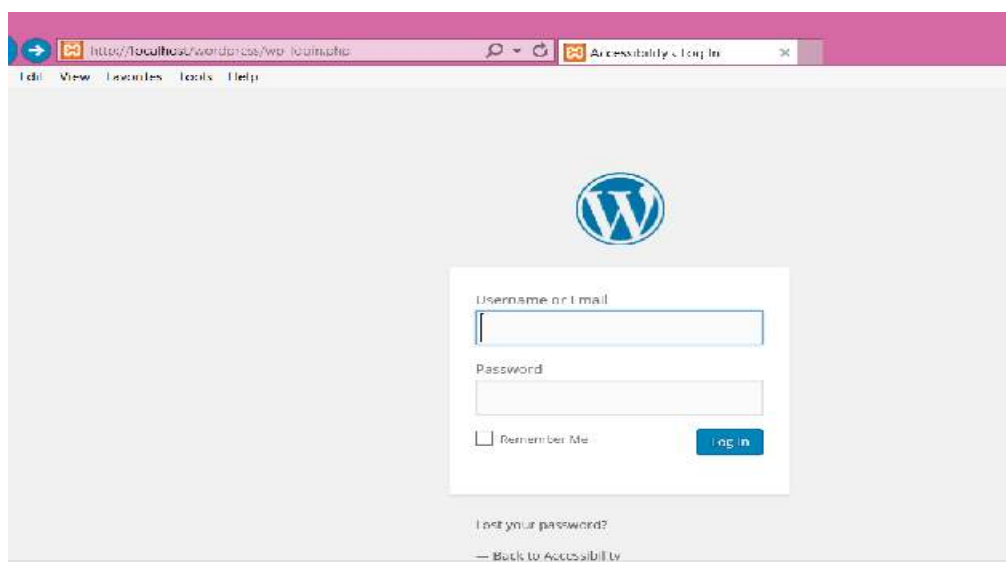 http://localhost/wordpress/wp-login.php
Accessibility ‹ Log In
Edit View Favorites Tools Help
Username or Email
Password
Remember Me
Log In
Lost your password?
— Back to Accessibility